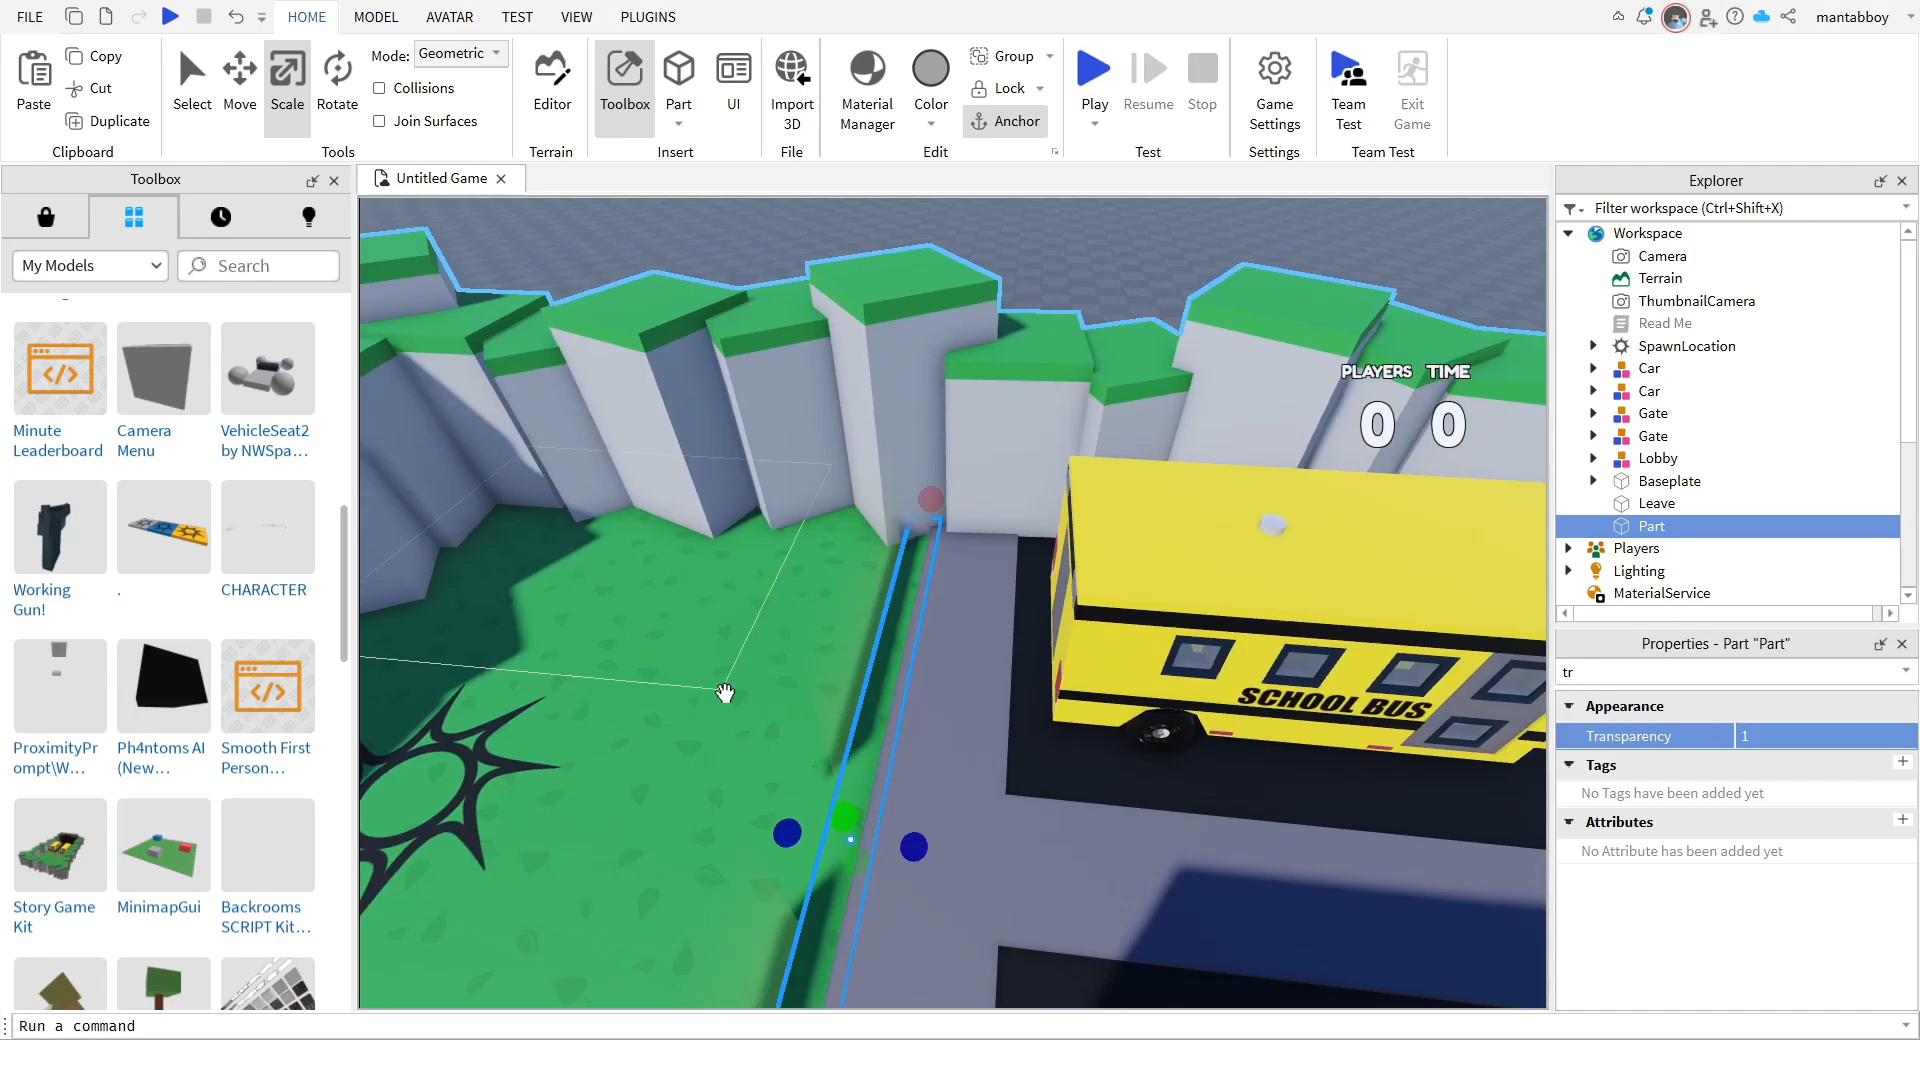 FILE
HOME
MODEL
AVATAR
TEST
VIEW
PLUGINS
mantabboy
Paste
Copy
Cut
Duplicate
Clipboard
Select
Move
Scale
Rotate
Mode: Geometric
Collisions
Join Surfaces
Tools
Editor
Terrain
Toolbox
Part
UI
Insert
Import
3D
File
Material
Manager
Color
Group
Lock
Anchor
Edit
Play
Resume
Stop
Test
Game
Settings
Settings
Team
Test
Exit
Game
Team Test
Toolbox
My Models
Search
Minute
Leaderboard
Camera
Menu
VehicleSeat2
by NWSpa...
Working
Gun!
.
CHARACTER
ProximityPr
ompt\W...
Ph4ntoms AI
(New...
Smooth First
Person...
Story Game
Kit
MinimapGui
Backrooms
SCRIPT Kit...
Untitled Game
PLAYERS TIME
0 0
SCHOOL BUS
Explorer
Filter workspace (Ctrl+Shift+X)
Workspace
Camera
Terrain
ThumbnailCamera
Read Me
SpawnLocation
Car
Car
Gate
Gate
Lobby
Baseplate
Leave
Part
Players
Lighting
MaterialService
Properties - Part "Part"
tr
Appearance
Transparency 1
Tags
No Tags have been added yet
Attributes
No Attribute has been added yet
Run a command